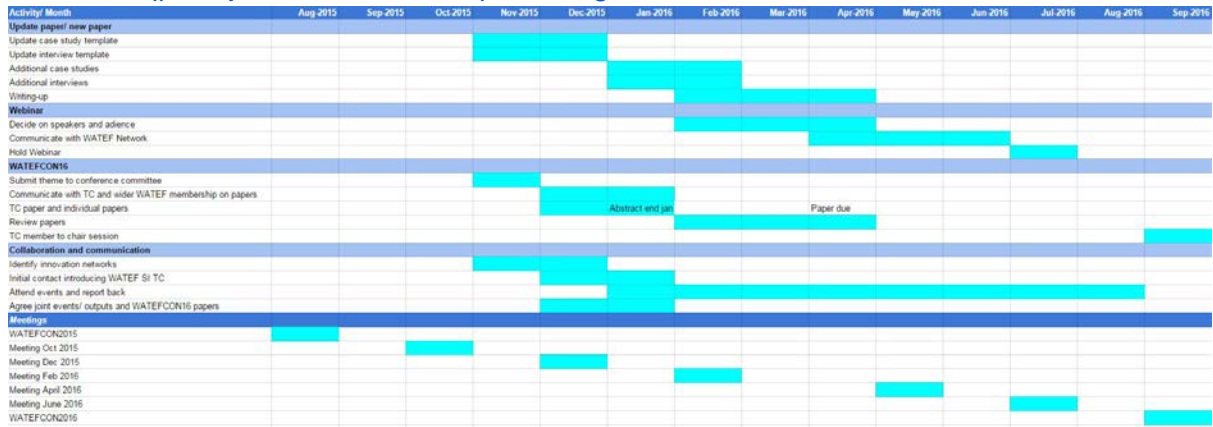 Activity/ Month Aug-2015 Sep-2015 Oct-2015 Nov-2015 Dec-2015 Jan-2016 Feb-2016 Mar-2016 Apr-2016 May-2016 Jun-2016 Jul-2016 Aug-2016 Sep-2016
Update paper/ new paper
Update case study template
Update interview template
Additional case studies
Additional interviews
Writing-up
Webinar
Decide on speakers and adience
Communicate with WATEF Network
Hold Webinar
WATEFCON16
Submit theme to conference committee
Communicate with TC and wider WATEF membership on papers
TC paper and individual papers Abstract end jan Paper due
Review papers
TC member to chair session
Collaboration and communication
Identify innovation networks
Initial contact introducing WATEF SI TC
Attend events and report back
Agree joint events/ outputs and WATEFCON16 papers
Meetings
WATEFCON2015
Meeting Oct 2015
Meeting Dec 2015
Meeting Feb 2016
Meeting April 2016
Meeting June 2016
WATEFCON2016